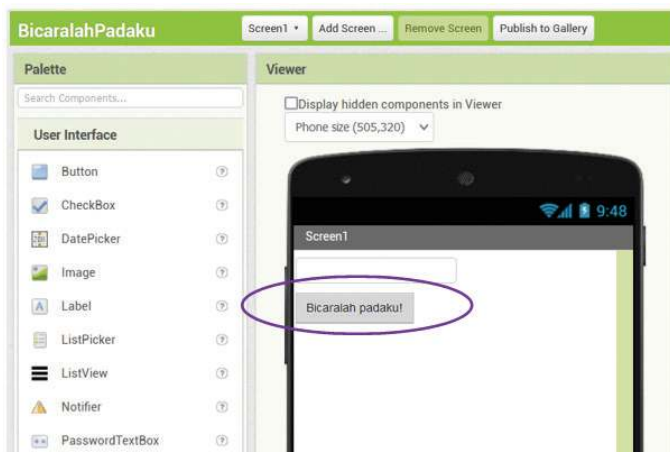 BicaralahPadaku
Screen1
Add Screen ...
Remove Screen
Publish to Gallery
Palette
Viewer
Search Components...
Display hidden components in Viewer
Phone size (505,320)
User Interface
Button
CheckBox
DatePicker
Image
Label
ListPicker
ListView
Notifier
PasswordTextBox
9:48
Screen1
Bicaralah padaku!